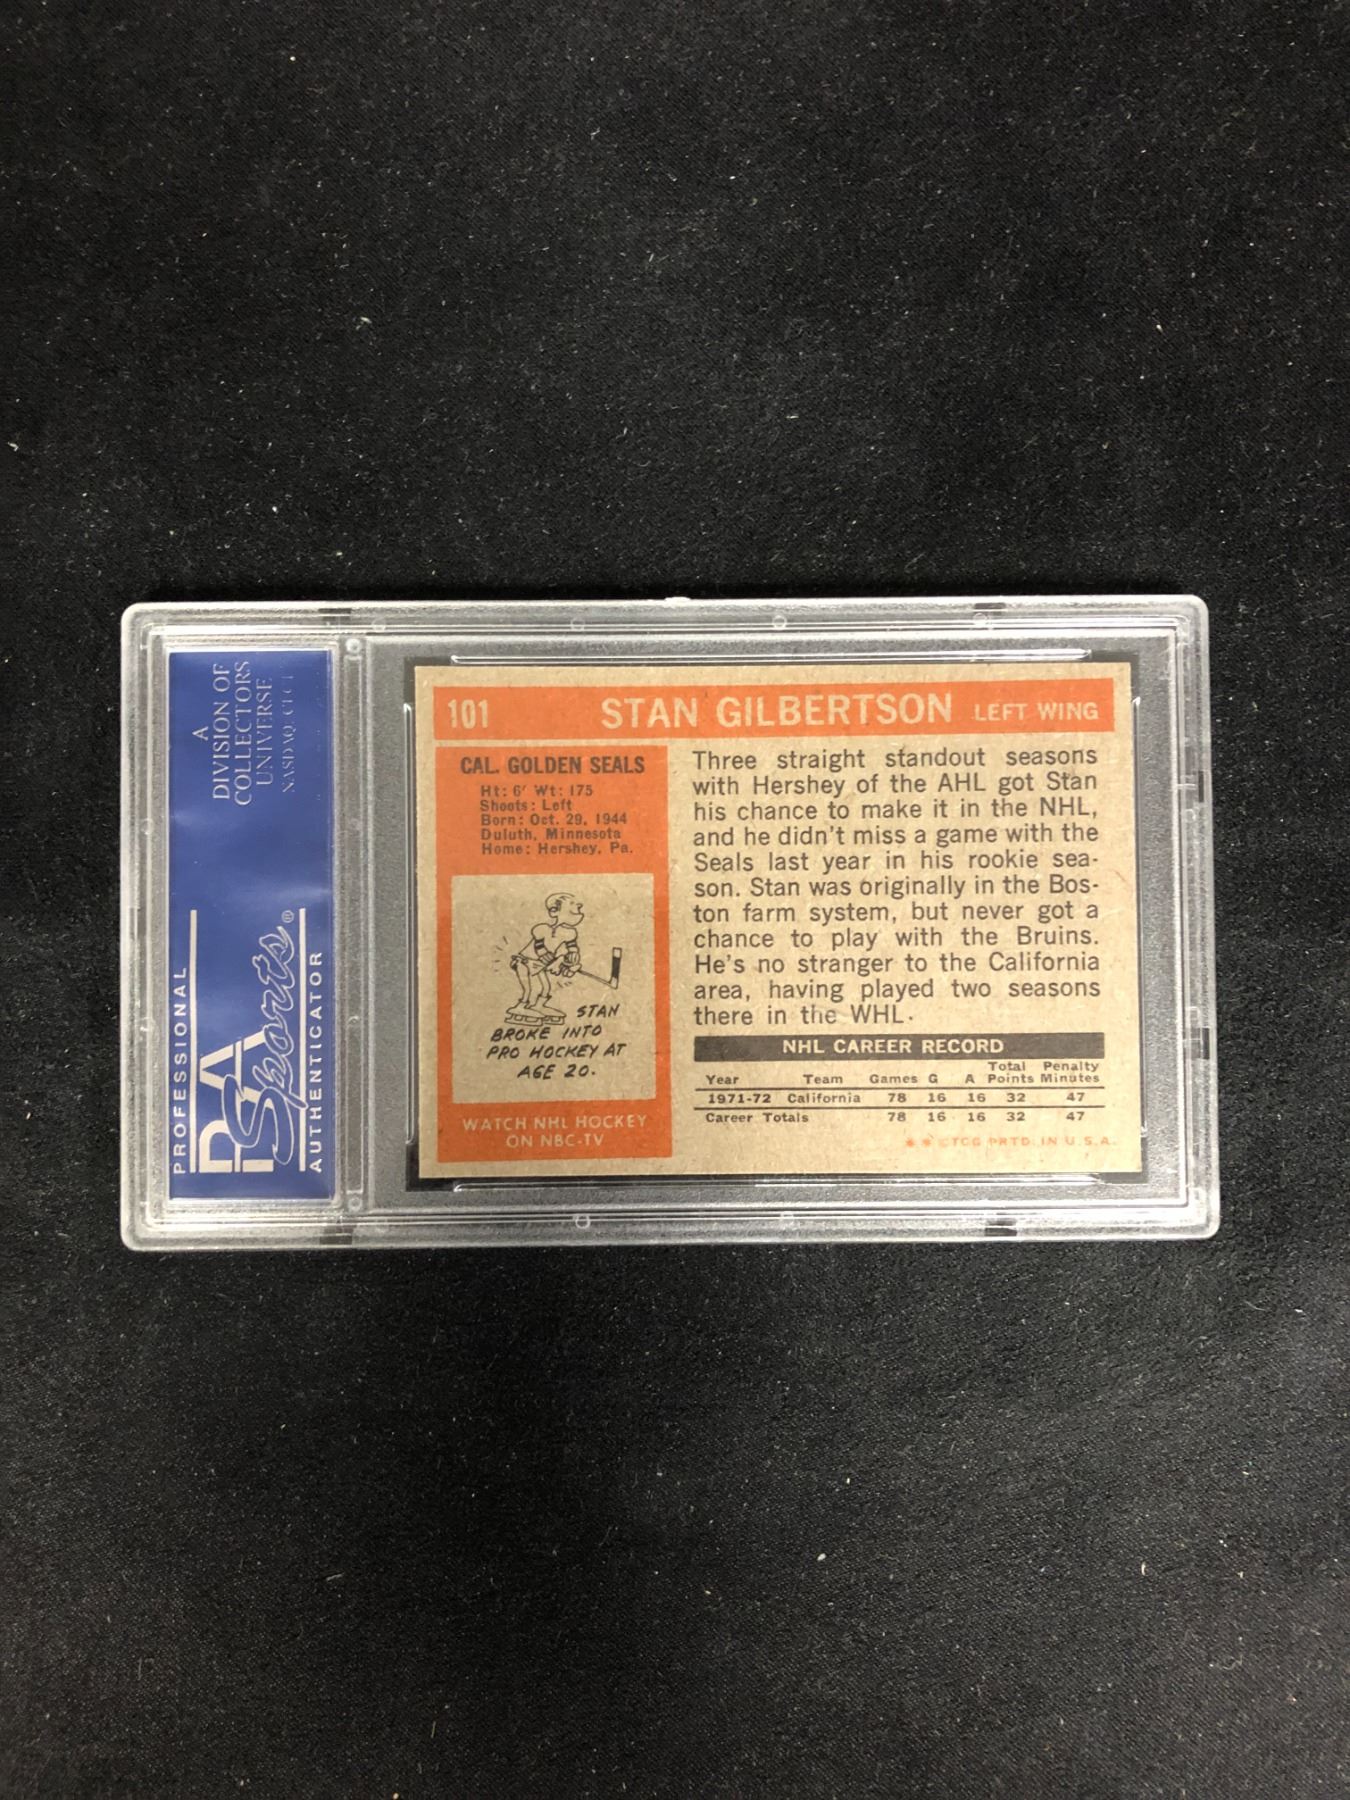 A
DIVISION OF
COLLECTORS
UNIVERSE
NASDAQ: CLCT
PROFESSIONAL
PSA
Sports®
AUTHENTICATOR
101 STAN GILBERTSON LEFT WING
CAL. GOLDEN SEALS
Ht: 6' Wt: 175
Shoots: Left
Born: Oct. 29, 1944
Duluth, Minnesota
Home: Hershey, Pa.
STAN
BROKE INTO
PRO HOCKEY AT
AGE 20.
WATCH NHL HOCKEY
ON NBC-TV
Three straight standout seasons
with Hershey of the AHL got Stan
his chance to make it in the NHL,
and he didn't miss a game with the
Seals last year in his rookie sea-
son. Stan was originally in the Bos-
ton farm system, but never got a
chance to play with the Bruins.
He's no stranger to the California
area, having played two seasons
there in the WHL.
NHL CAREER RECORD
Year Team Games G A Total Points Penalty Minutes
1971-72 California 78 16 16 32 47
Career Totals 78 16 16 32 47
**©TCG PRTD. IN U.S.A.